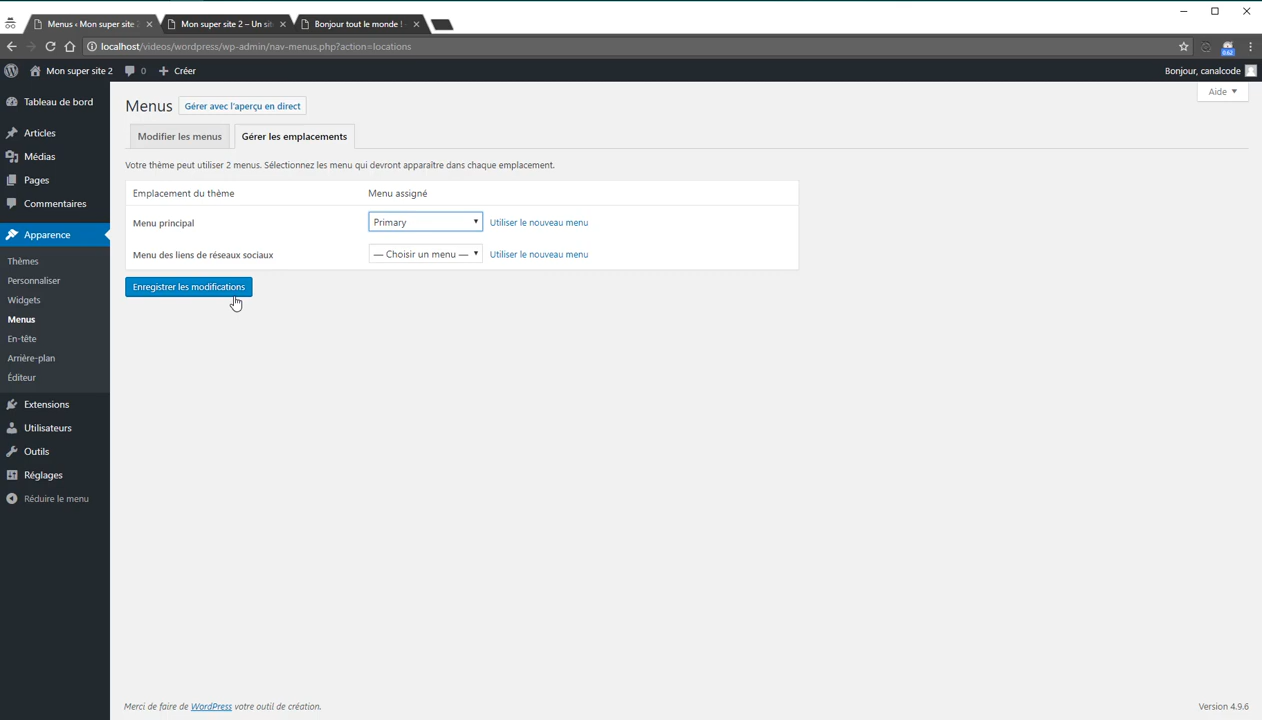 Menus ‹ Mon super site 2
Mon super site 2 – Un sit
Bonjour tout le monde !
localhost/videos/wordpress/wp-admin/nav-menus.php?action=locations
0.62
Mon super site 2
0
Créer
Bonjour, canalcode
Aide
Tableau de bord
Articles
Médias
Pages
Commentaires
Apparence
Thèmes
Personnaliser
Widgets
Menus
En-tête
Arrière-plan
Éditeur
Extensions
Utilisateurs
Outils
Réglages
Réduire le menu
Menus Gérer avec l’aperçu en direct
Modifier les menus Gérer les emplacements
Votre thème peut utiliser 2 menus. Sélectionnez les menu qui devront apparaître dans chaque emplacement.
Emplacement du thème Menu assigné
Menu principal Primary Utiliser le nouveau menu
Menu des liens de réseaux sociaux — Choisir un menu — Utiliser le nouveau menu
Enregistrer les modifications
Merci de faire de WordPress votre outil de création.
Version 4.9.6